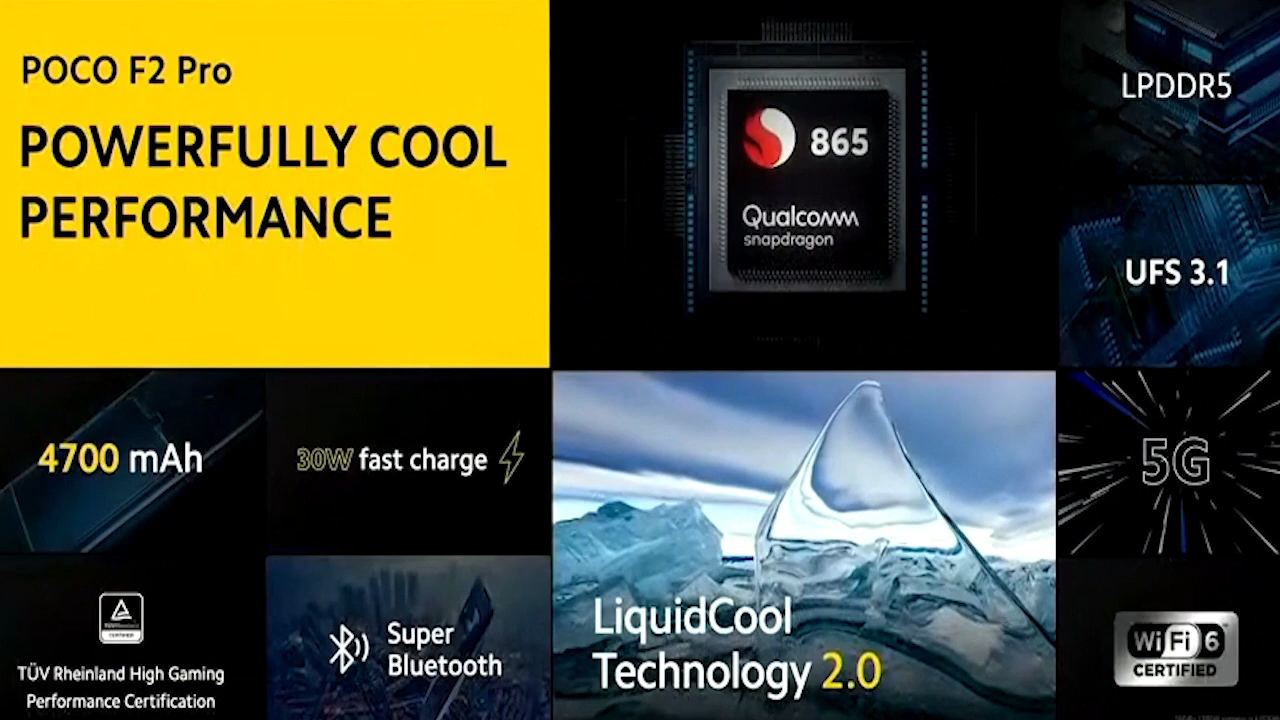 POCO F2 Pro
POWERFULLY COOL
PERFORMANCE
865
Qualcomm
snapdragon
LPDDR5
UFS 3.1
4700 mAh
30W fast charge
5G
TÜV Rheinland High Gaming
Performance Certification
Super
Bluetooth
LiquidCool
Technology 2.0
WiFi 6
CERTIFIED